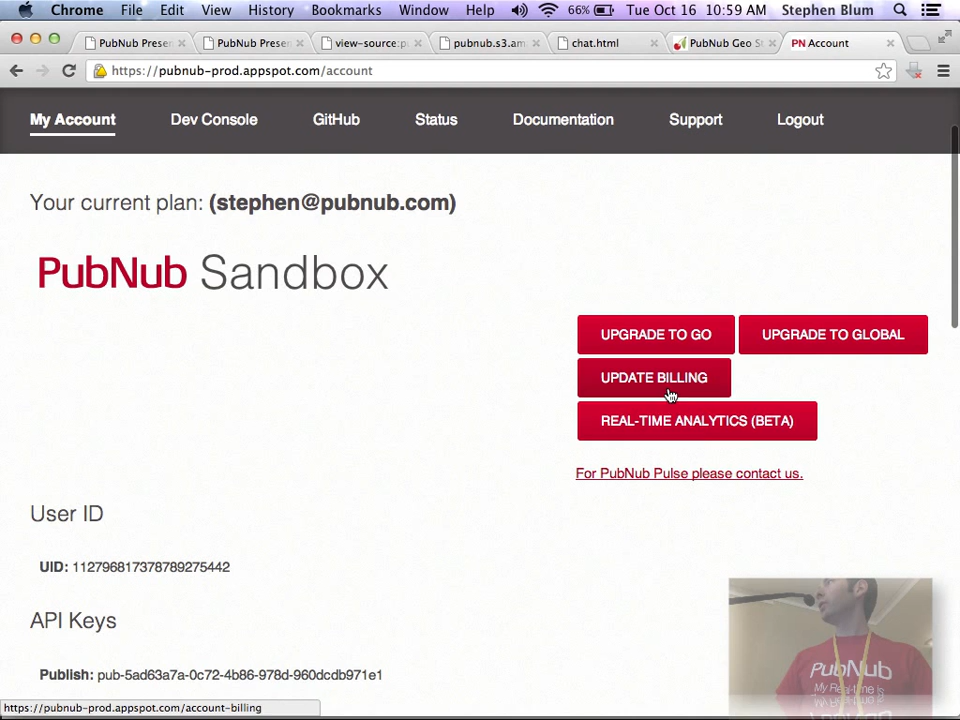 Chrome File Edit View History Bookmarks Window Help 66% Tue Oct 16 10:59 AM Stephen Blum
PubNub Presen PubNub Presen view-source:pu pubnub.s3.am chat.html PubNub Geo St PN Account
https://pubnub-prod.appspot.com/account
My Account Dev Console GitHub Status Documentation Support Logout
Your current plan: (stephen@pubnub.com)
PubNub Sandbox
UPGRADE TO GO UPGRADE TO GLOBAL
UPDATE BILLING
REAL-TIME ANALYTICS (BETA)
For PubNub Pulse please contact us.
User ID
UID: 112796817378789275442
API Keys
Publish: pub-5ad63a7a-0c72-4b86-978d-960dcdb971e1
PubNub
My Real-time Is
https://pubnub-prod.appspot.com/account-billing